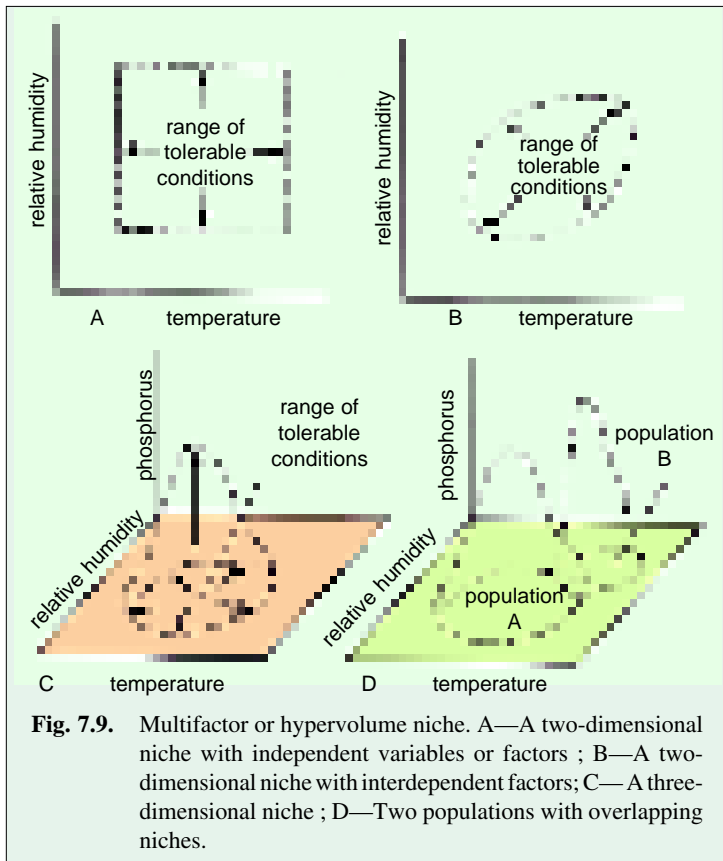 relative humidity
range of
tolerable
conditions
A
temperature
relative humidity
range of
tolerable
conditions
B
temperature
phosphorus
range of
tolerable
conditions
relative humidity
C
temperature
phosphorus
population
B
relative humidity
population
A
D
temperature
Fig. 7.9. Multifactor or hypervolume niche. A—A two-dimensional
niche with independent variables or factors ; B—A two-
dimensional niche with interdependent factors; C— A three-
dimensional niche ; D—Two populations with overlapping
niches.